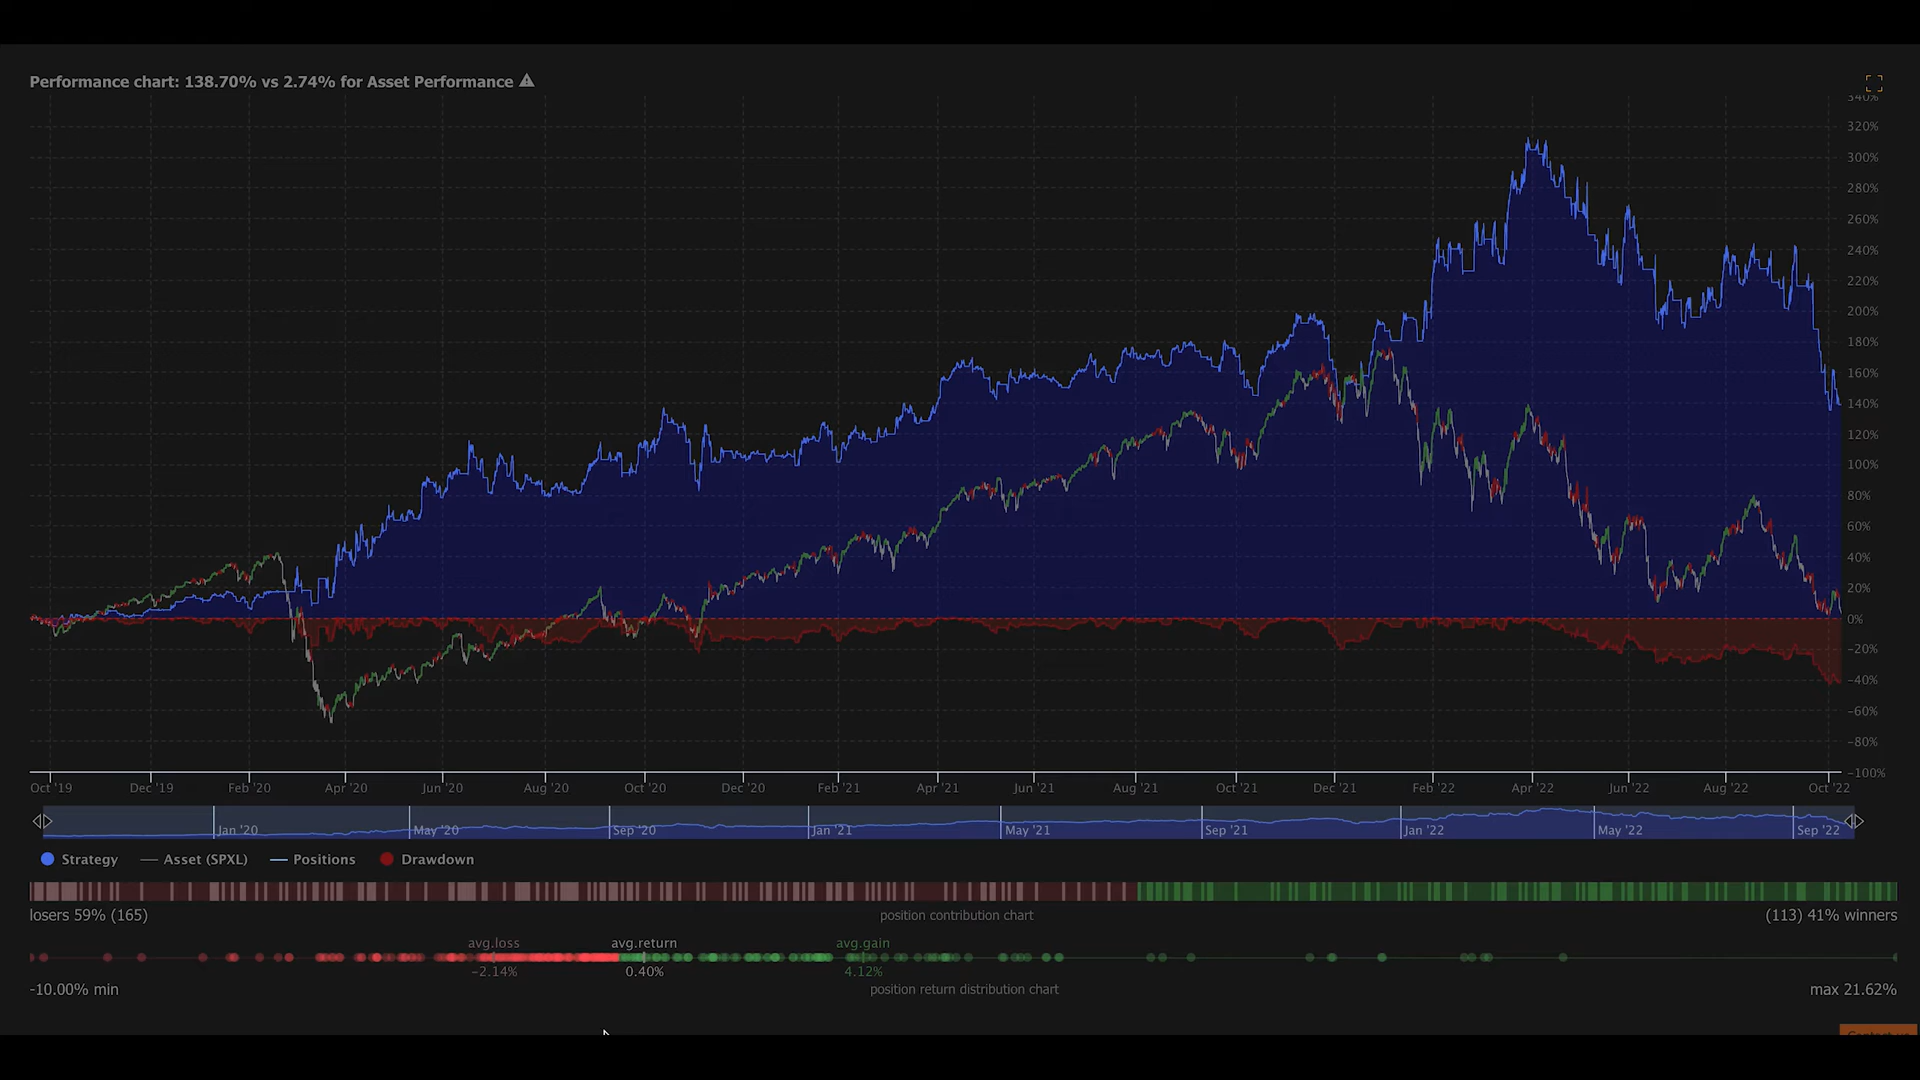 Performance chart: 138.70% vs 2.74% for Asset Performance
340%
320%
300%
280%
260%
240%
220%
200%
180%
160%
140%
120%
100%
80%
60%
40%
20%
0%
-20%
-40%
-60%
-80%
-100%
Oct '19 Dec '19 Feb '20 Apr '20 Jun '20 Aug '20 Oct '20 Dec '20 Feb '21 Apr '21 Jun '21 Aug '21 Oct '21 Dec '21 Feb '22 Apr '22 Jun '22 Aug '22 Oct '22
Jan '20 May '20 Sep '20 Jan '21 May '21 Sep '21 Jan '22 May '22 Sep '22
Strategy Asset (SPXL) Positions Drawdown
losers 59% (165) position contribution chart (113) 41% winners
avg.loss avg.return avg.gain
-2.14% 0.40% 4.12%
-10.00% min position return distribution chart max 21.62%